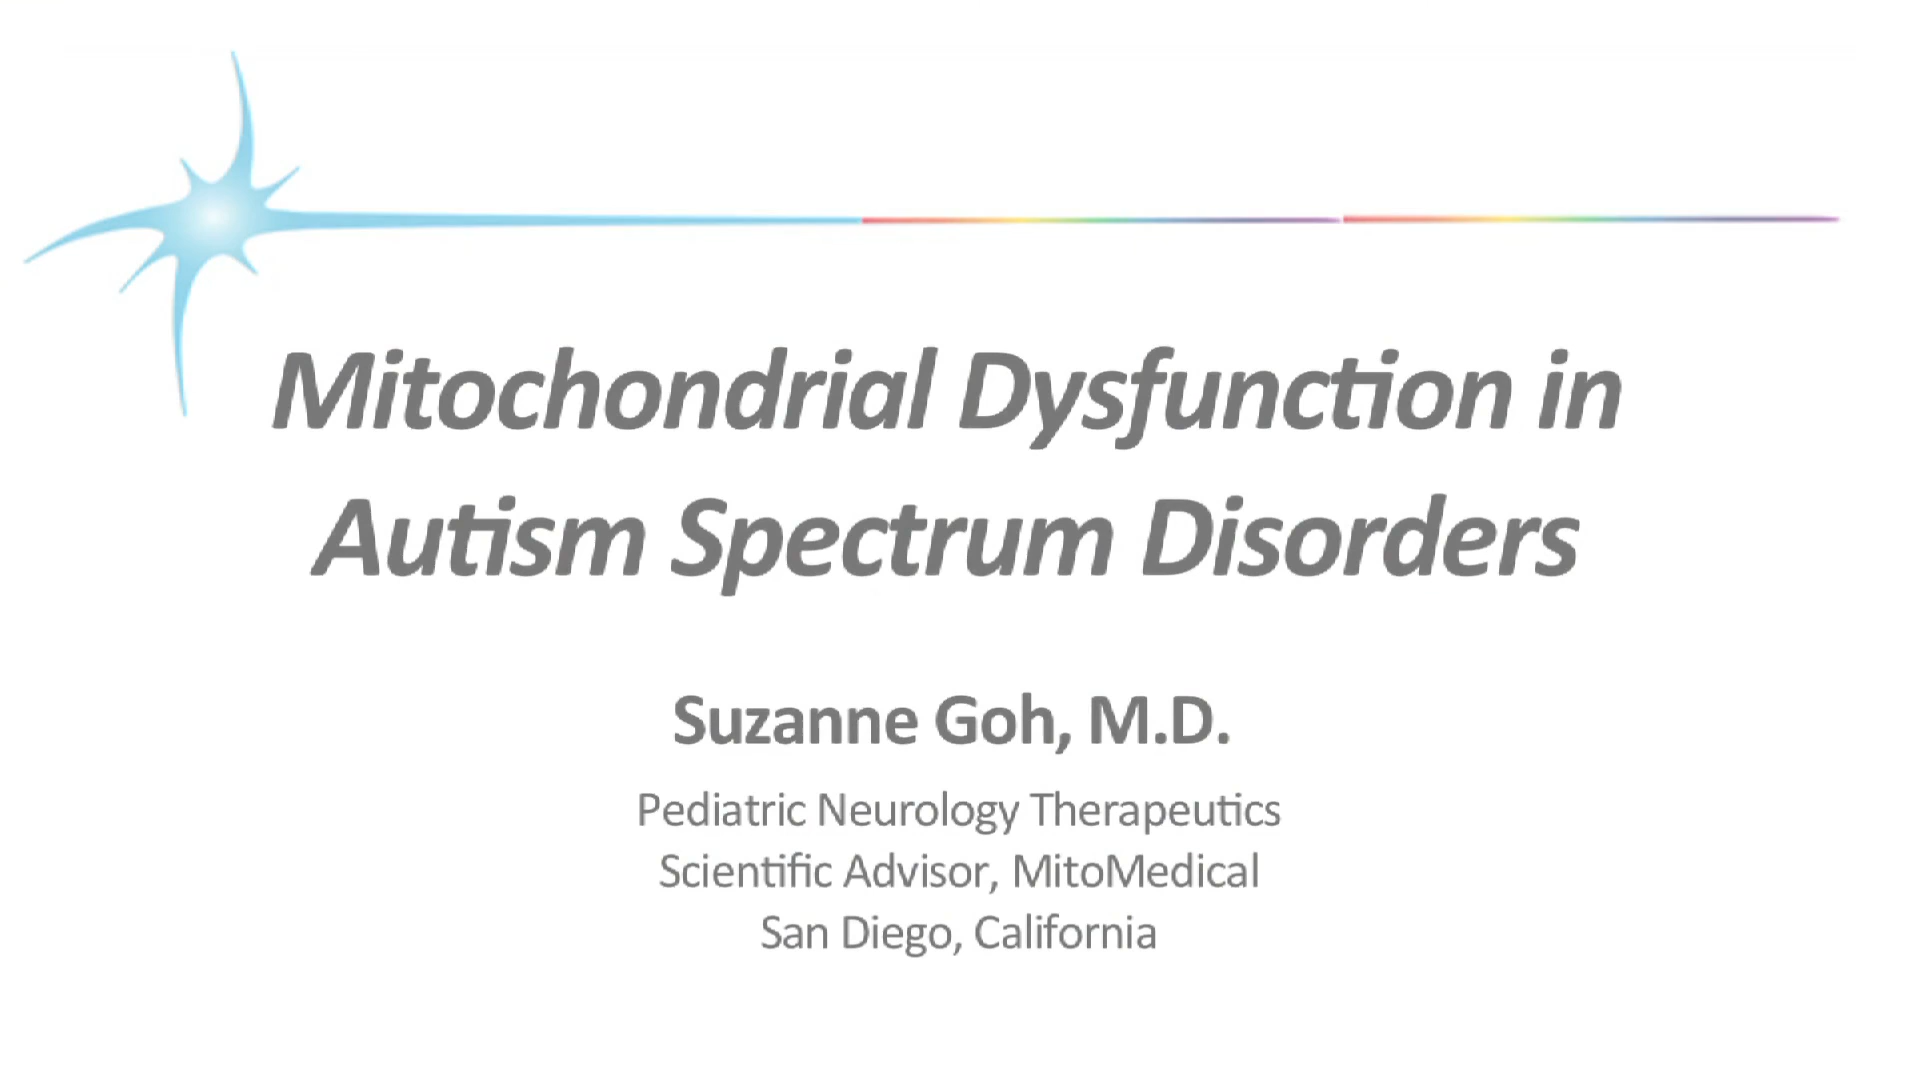 Mitochondrial Dysfunction in
Autism Spectrum Disorders
Suzanne Goh, M.D.
Pediatric Neurology Therapeutics
Scientific Advisor, MitoMedical
San Diego, California